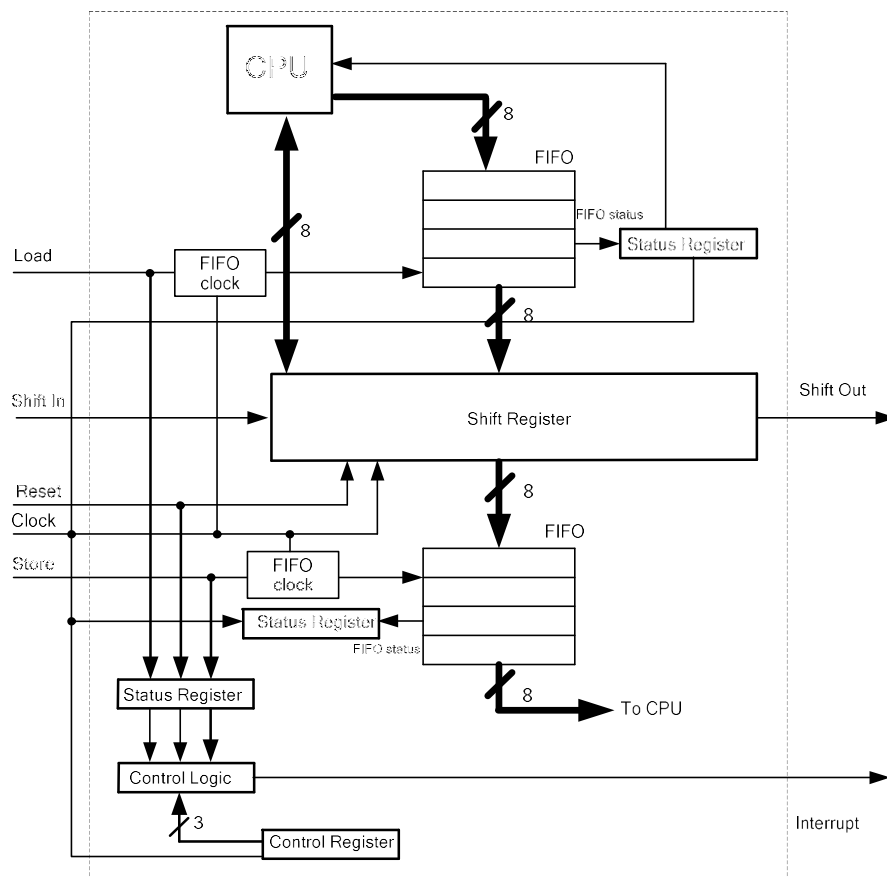 CPU
8
FIFO
FIFO status
8
Status Register
Load
FIFO
clock
8
Shift In
Shift Register
Shift Out
Reset
8
Clock
FIFO
Store
FIFO
clock
Status Register
FIFO status
Status Register
8
To CPU
Control Logic
3
Interrupt
Control Register